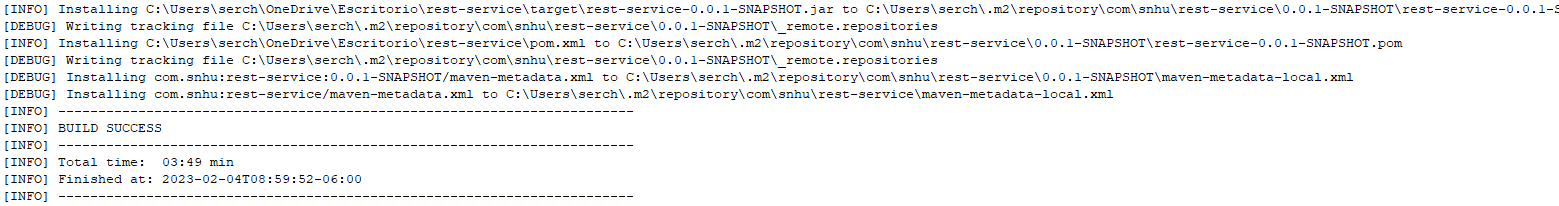 [INFO] Installing C:\Users\serch\OneDrive\Escritorio\rest-service\target\rest-service-0.0.1-SNAPSHOT.jar to C:\Users\serch\.m2\repository\com\snhu\rest-service\0.0.1-SNAPSHOT\rest-service-0.0.1-S
[DEBUG] Writing tracking file C:\Users\serch\.m2\repository\com\snhu\rest-service\0.0.1-SNAPSHOT\_remote.repositories
[INFO] Installing C:\Users\serch\OneDrive\Escritorio\rest-service\pom.xml to C:\Users\serch\.m2\repository\com\snhu\rest-service\0.0.1-SNAPSHOT\rest-service-0.0.1-SNAPSHOT.pom
[DEBUG] Writing tracking file C:\Users\serch\.m2\repository\com\snhu\rest-service\0.0.1-SNAPSHOT\_remote.repositories
[DEBUG] Installing com.snhu:rest-service:0.0.1-SNAPSHOT/maven-metadata.xml to C:\Users\serch\.m2\repository\com\snhu\rest-service\0.0.1-SNAPSHOT\maven-metadata-local.xml
[DEBUG] Installing com.snhu:rest-service/maven-metadata.xml to C:\Users\serch\.m2\repository\com\snhu\rest-service\maven-metadata-local.xml
[INFO] ------------------------------------------------------------------------
[INFO] BUILD SUCCESS
[INFO] ------------------------------------------------------------------------
[INFO] Total time:  03:49 min
[INFO] Finished at: 2023-02-04T08:59:52-06:00
[INFO] ------------------------------------------------------------------------